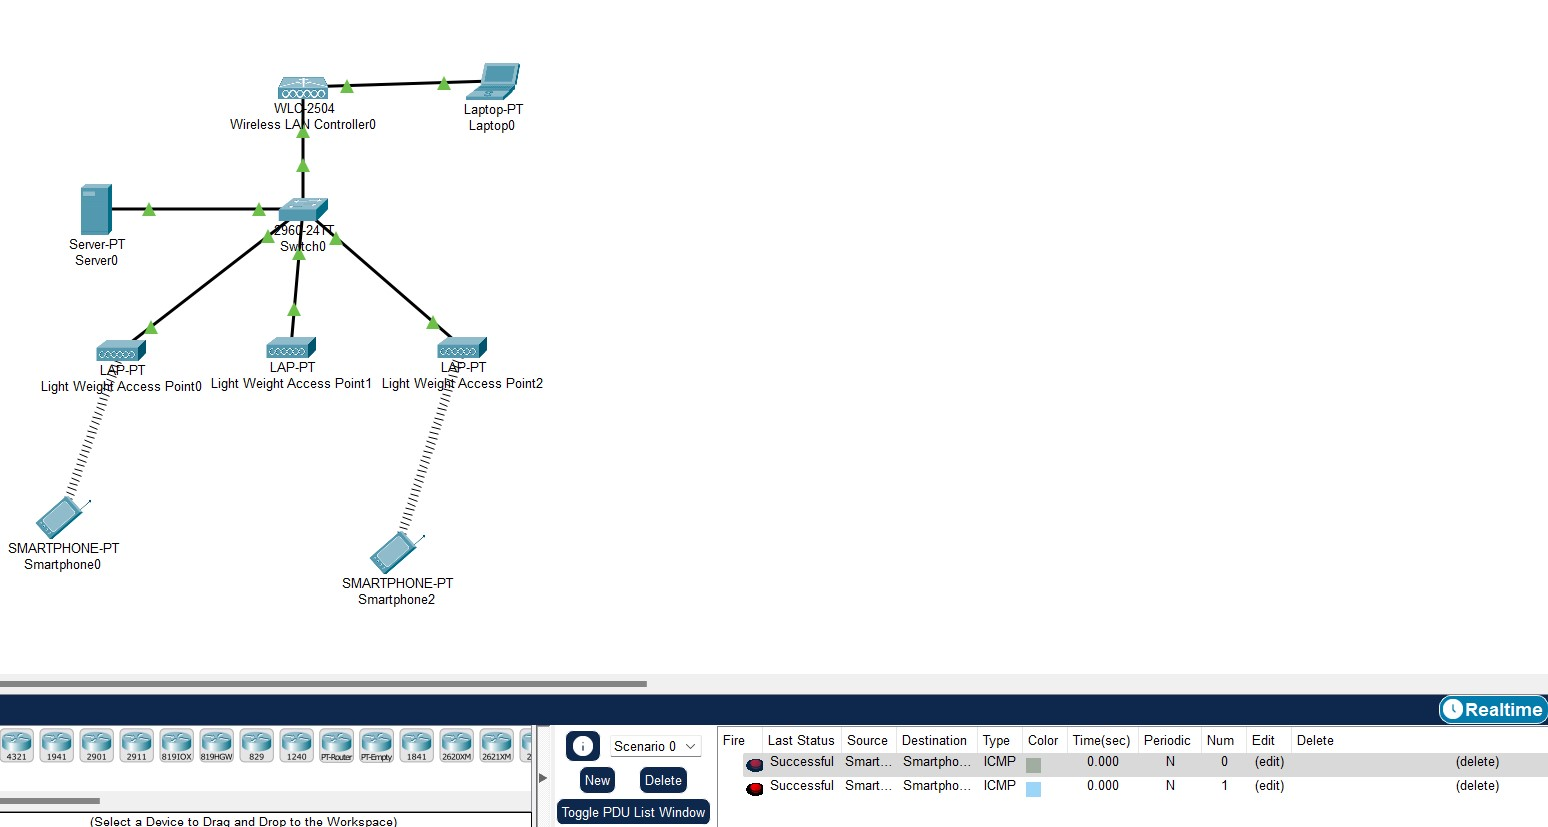 WLC-2504
Wireless LAN Controller0
Laptop-PT
Laptop0
Server-PT
Server0
2960-24TT
Switch0
LAP-PT
Light Weight Access Point0
LAP-PT
Light Weight Access Point1
LAP-PT
Light Weight Access Point2
SMARTPHONE-PT
Smartphone0
SMARTPHONE-PT
Smartphone2
Realtime
4321 1941 2901 2911 819IOX 819HGW 829 1240 PT-Router PT-Empty 1841 2620XM 2621XM 2
(Select a Device to Drag and Drop to the Workspace)
Scenario 0
New Delete
Toggle PDU List Window
Fire Last Status Source Destination Type Color Time(sec) Periodic Num Edit Delete
Successful Smart... Smartpho... ICMP 0.000 N 0 (edit) (delete)
Successful Smart... Smartpho... ICMP 0.000 N 1 (edit) (delete)